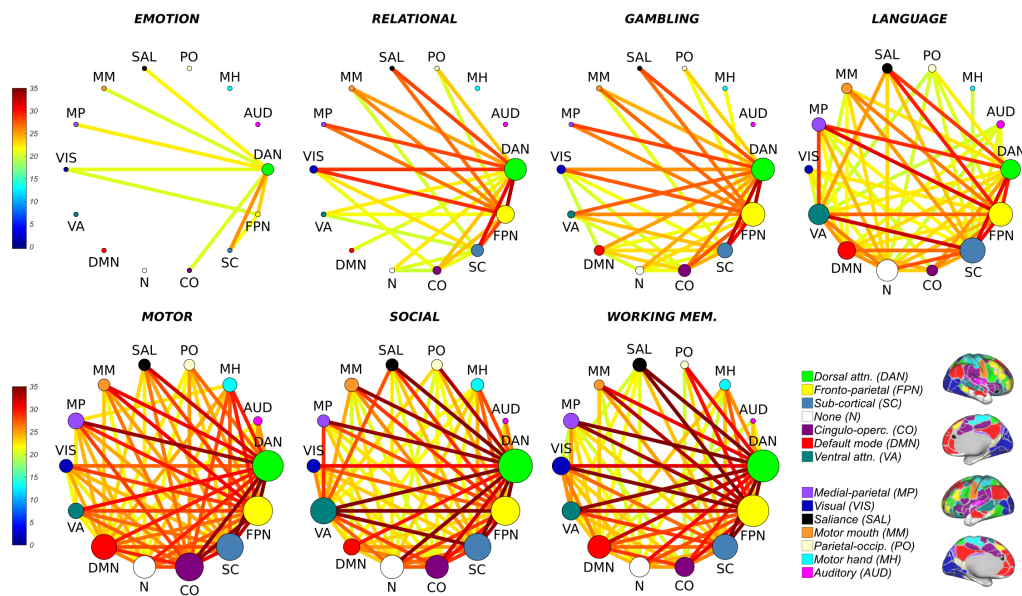 EMOTION
RELATIONAL
GAMBLING
LANGUAGE
SAL PO
MM MH
MP AUD
VIS DAN
VA FPN
DMN SC
N CO
SAL PO
MM MH
MP AUD
VIS DAN
VA FPN
DMN SC
N CO
SAL PO
MM MH
MP AUD
VIS DAN
VA FPN
DMN SC
N CO
SAL PO
MM MH
MP AUD
VIS DAN
VA FPN
DMN SC
N CO
35
30
25
20
15
10
5
0
MOTOR
SOCIAL
WORKING MEM.
SAL PO
MM MH
MP AUD
VIS DAN
VA FPN
DMN SC
N CO
SAL PO
MM MH
MP AUD
VIS DAN
VA FPN
DMN SC
N CO
SAL PO
MM MH
MP AUD
VIS DAN
VA FPN
DMN SC
N CO
35
30
25
20
15
10
5
0
Dorsal attn. (DAN)
Fronto-parietal (FPN)
Sub-cortical (SC)
None (N)
Cingulo-operc. (CO)
Default mode (DMN)
Ventral attn. (VA)
Medial-parietal (MP)
Visual (VIS)
Saliance (SAL)
Motor mouth (MM)
Parietal-occip. (PO)
Motor hand (MH)
Auditory (AUD)